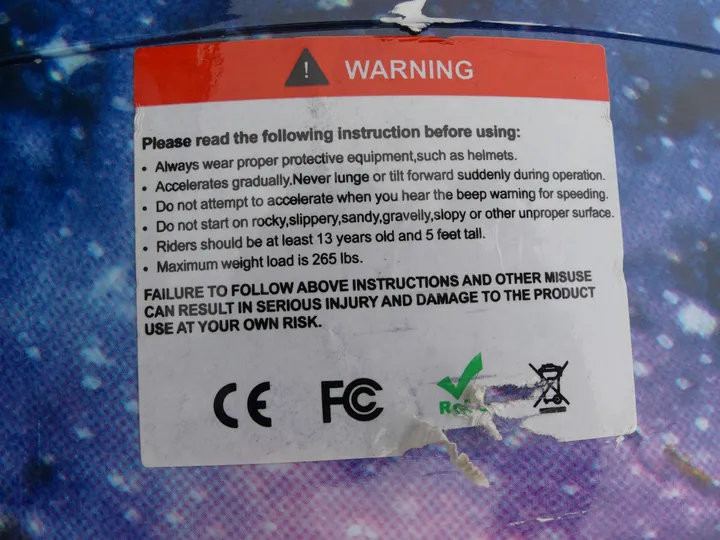 ! WARNING
Please read the following instruction before using:
• Always wear proper protective equipment,such as helmets.
• Accelerates gradually.Never lunge or tilt forward suddenly during operation.
• Do not attempt to accelerate when you hear the beep warning for speeding.
• Do not start on rocky,slippery,sandy,gravelly,slopy or other unproper surface.
• Riders should be at least 13 years old and 5 feet tall.
• Maximum weight load is 265 lbs.
FAILURE TO FOLLOW ABOVE INSTRUCTIONS AND OTHER MISUSE
CAN RESULT IN SERIOUS INJURY AND DAMAGE TO THE PRODUCT
USE AT YOUR OWN RISK.
CE FC